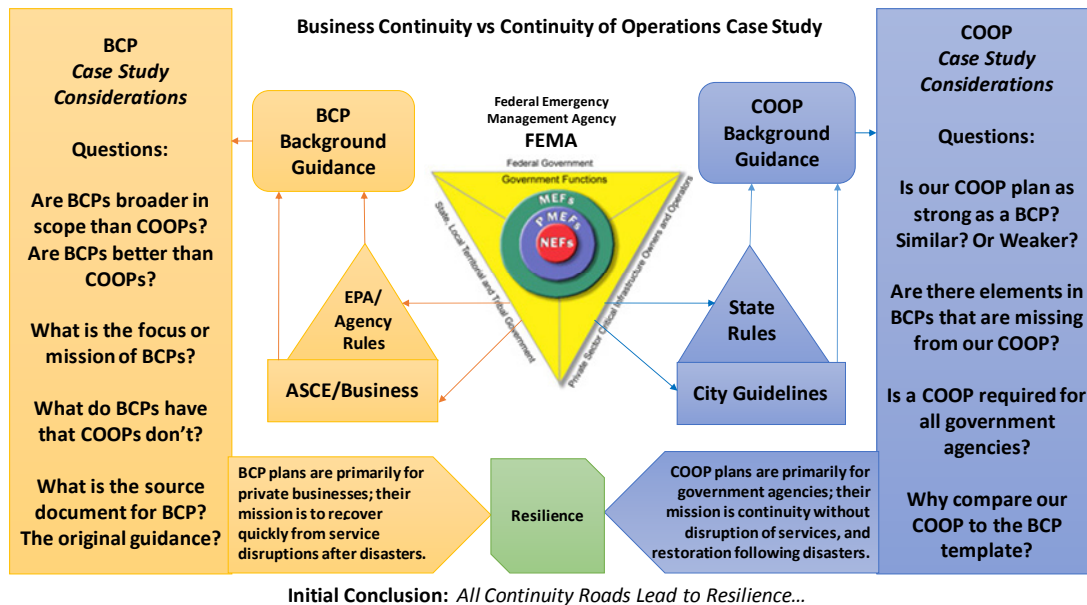 Business Continuity vs Continuity of Operations Case Study
BCP
Case Study
Considerations
Questions:
Are BCPs broader in
scope than COOPs?
Are BCPs better than
COOPs?
What is the focus or
mission of BCPs?
What do BCPs have
that COOPs don't?
What is the source
document for BCP?
The original guidance?
BCP
Background
Guidance
EPA/
Agency
Rules
ASCE/Business
Federal Emergency
Management Agency
FEMA
Federal Government
Government Functions
MEFs
PMEFs
NEFs
State, Local Territorial and Tribal Government
Private Sector Critical Infrastructure Owners and Operators
COOP
Background
Guidance
State
Rules
City Guidelines
COOP
Case Study
Considerations
Questions:
Is our COOP plan as
strong as a BCP?
Similar? Or Weaker?
Are there elements in
BCPs that are missing
from our COOP?
Is a COOP required for
all government
agencies?
Why compare our
COOP to the BCP
template?
BCP plans are primarily for
private businesses; their
mission is to recover
quickly from service
disruptions after disasters.
Resilience
COOP plans are primarily for
government agencies; their
mission is continuity without
disruption of services, and
restoration following disasters.
Initial Conclusion: All Continuity Roads Lead to Resilience…